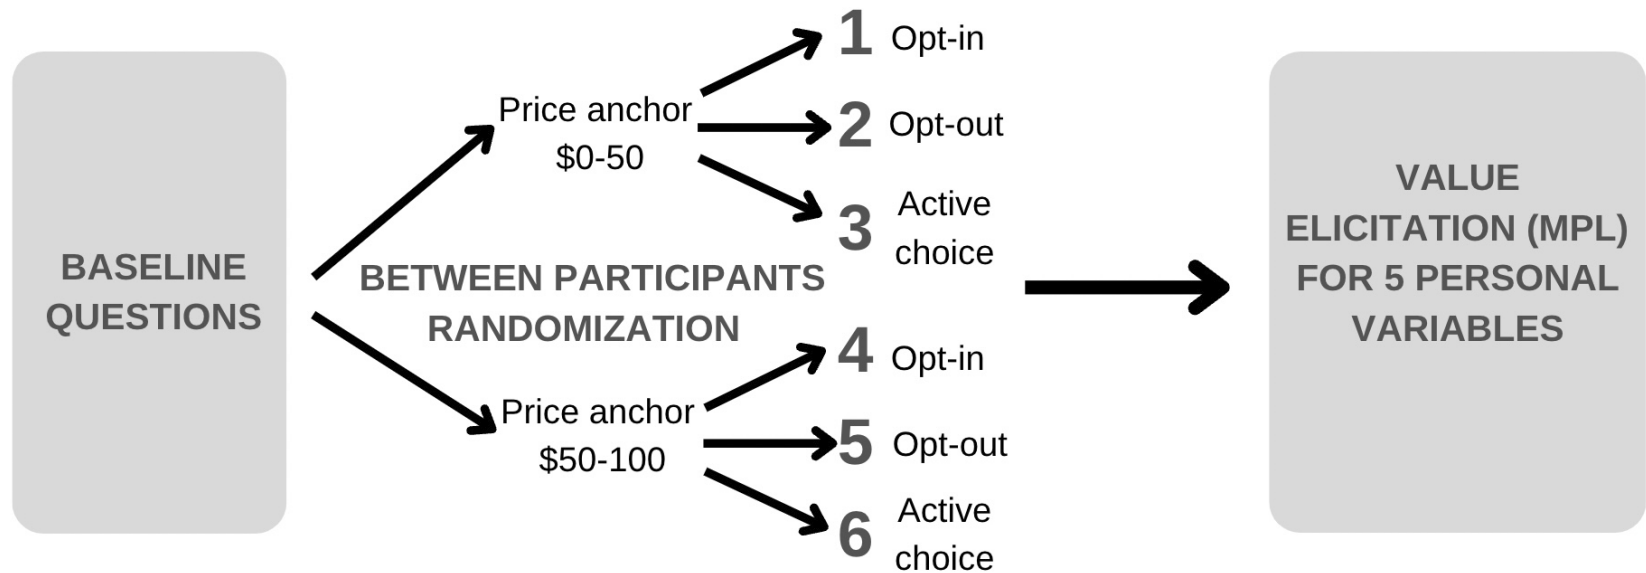 BASELINE
QUESTIONS
BETWEEN PARTICIPANTS
RANDOMIZATION
Price anchor
$0-50
1 Opt-in
2 Opt-out
3 Active
choice
Price anchor
$50-100
4 Opt-in
5 Opt-out
6 Active
choice
VALUE
ELICITATION (MPL)
FOR 5 PERSONAL
VARIABLES